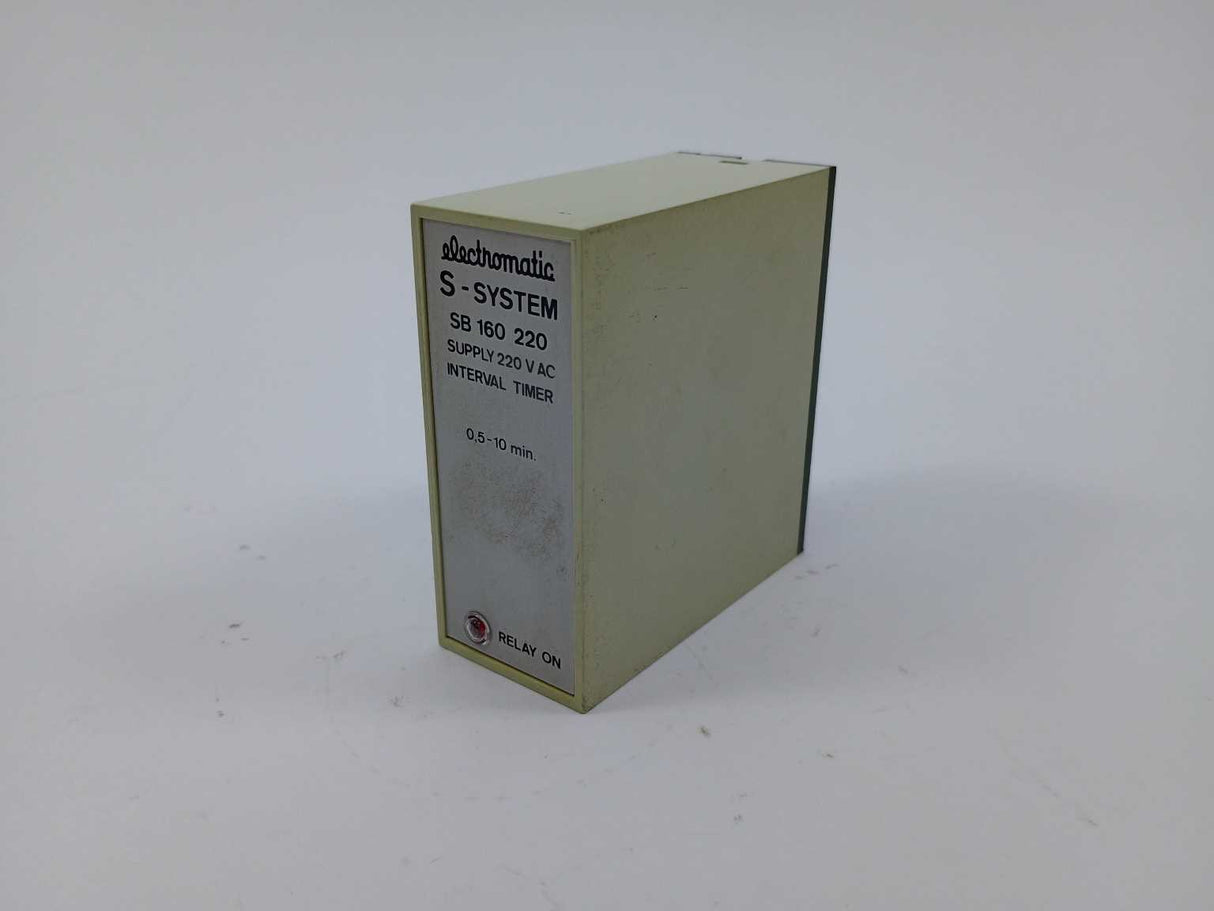 electromatic
S-SYSTEM
SB 160 220
SUPPLY 220 V AC
INTERVAL TIMER
0,5-10 min.
RELAY ON